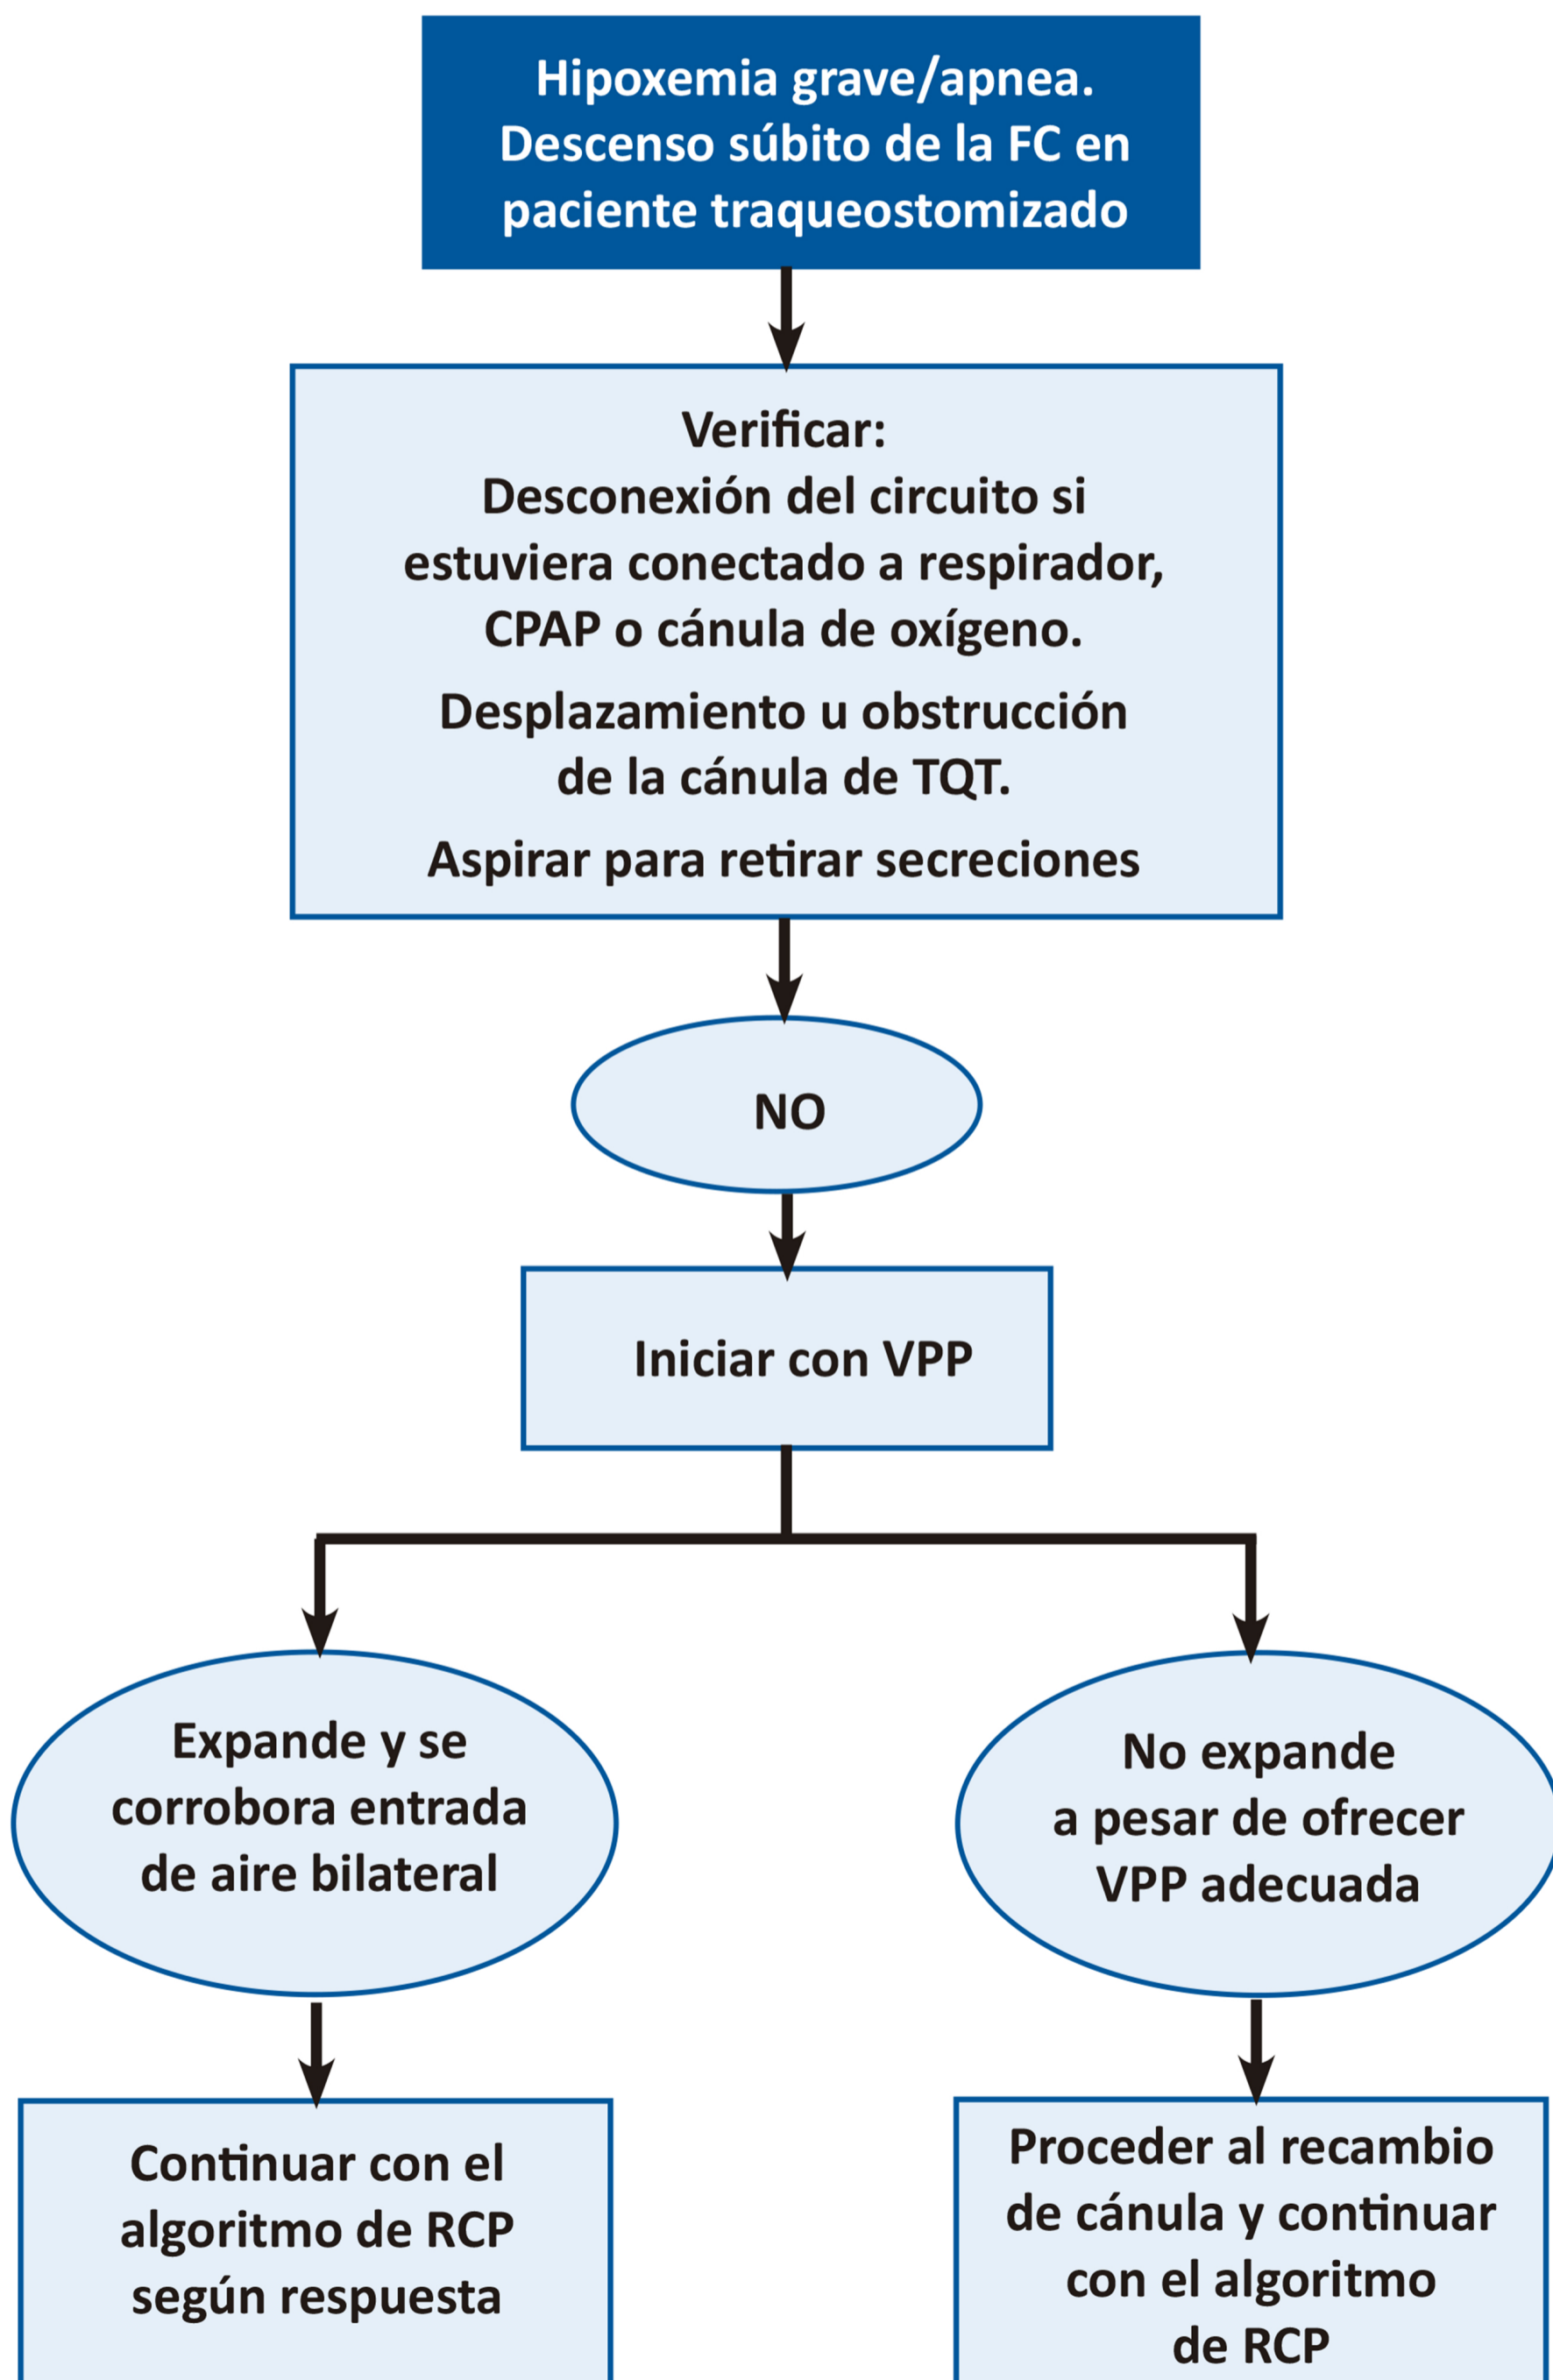 Hipoxemia grave/apnea.
Descenso súbito de la FC en
paciente traqueostomizado
Verificar:
Desconexión del circuito si
estuviera conectado a respirador,
CPAP o cánula de oxígeno.
Desplazamiento u obstrucción
de la cánula de TQT.
Aspirar para retirar secreciones
NO
Iniciar con VPP
Expande y se
corrobora entrada
de aire bilateral
No expande
a pesar de ofrecer
VPP adecuada
Continuar con el
algoritmo de RCP
según respuesta
Proceder al recambio
de cánula y continuar
con el algoritmo
de RCP